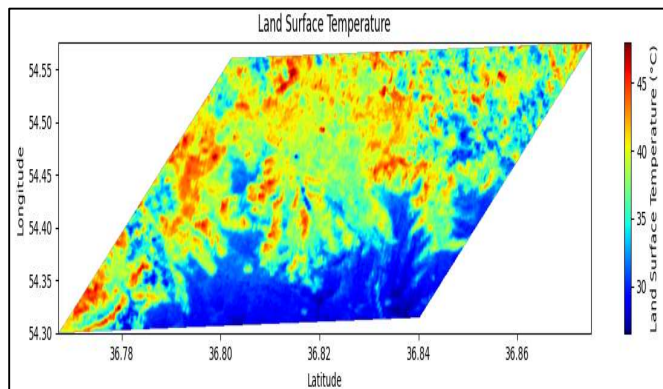 Land Surface Temperature
54.55
54.50
54.45
54.40
54.35
54.30
Longitude
36.78 36.80 36.82 36.84 36.86
Latitude
45
40
35
30
Land Surface Temperature (°C)